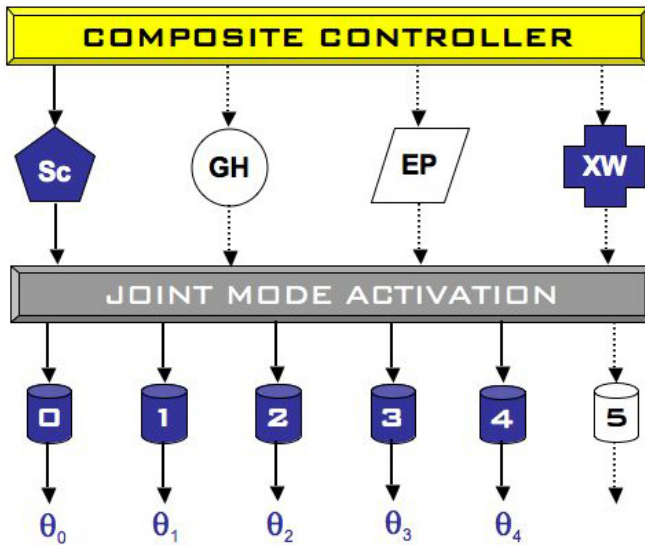 COMPOSITE CONTROLLER
Sc GH EP XW
JOINT MODE ACTIVATION
0 1 2 3 4 5
θ₀ θ₁ θ₂ θ₃ θ₄